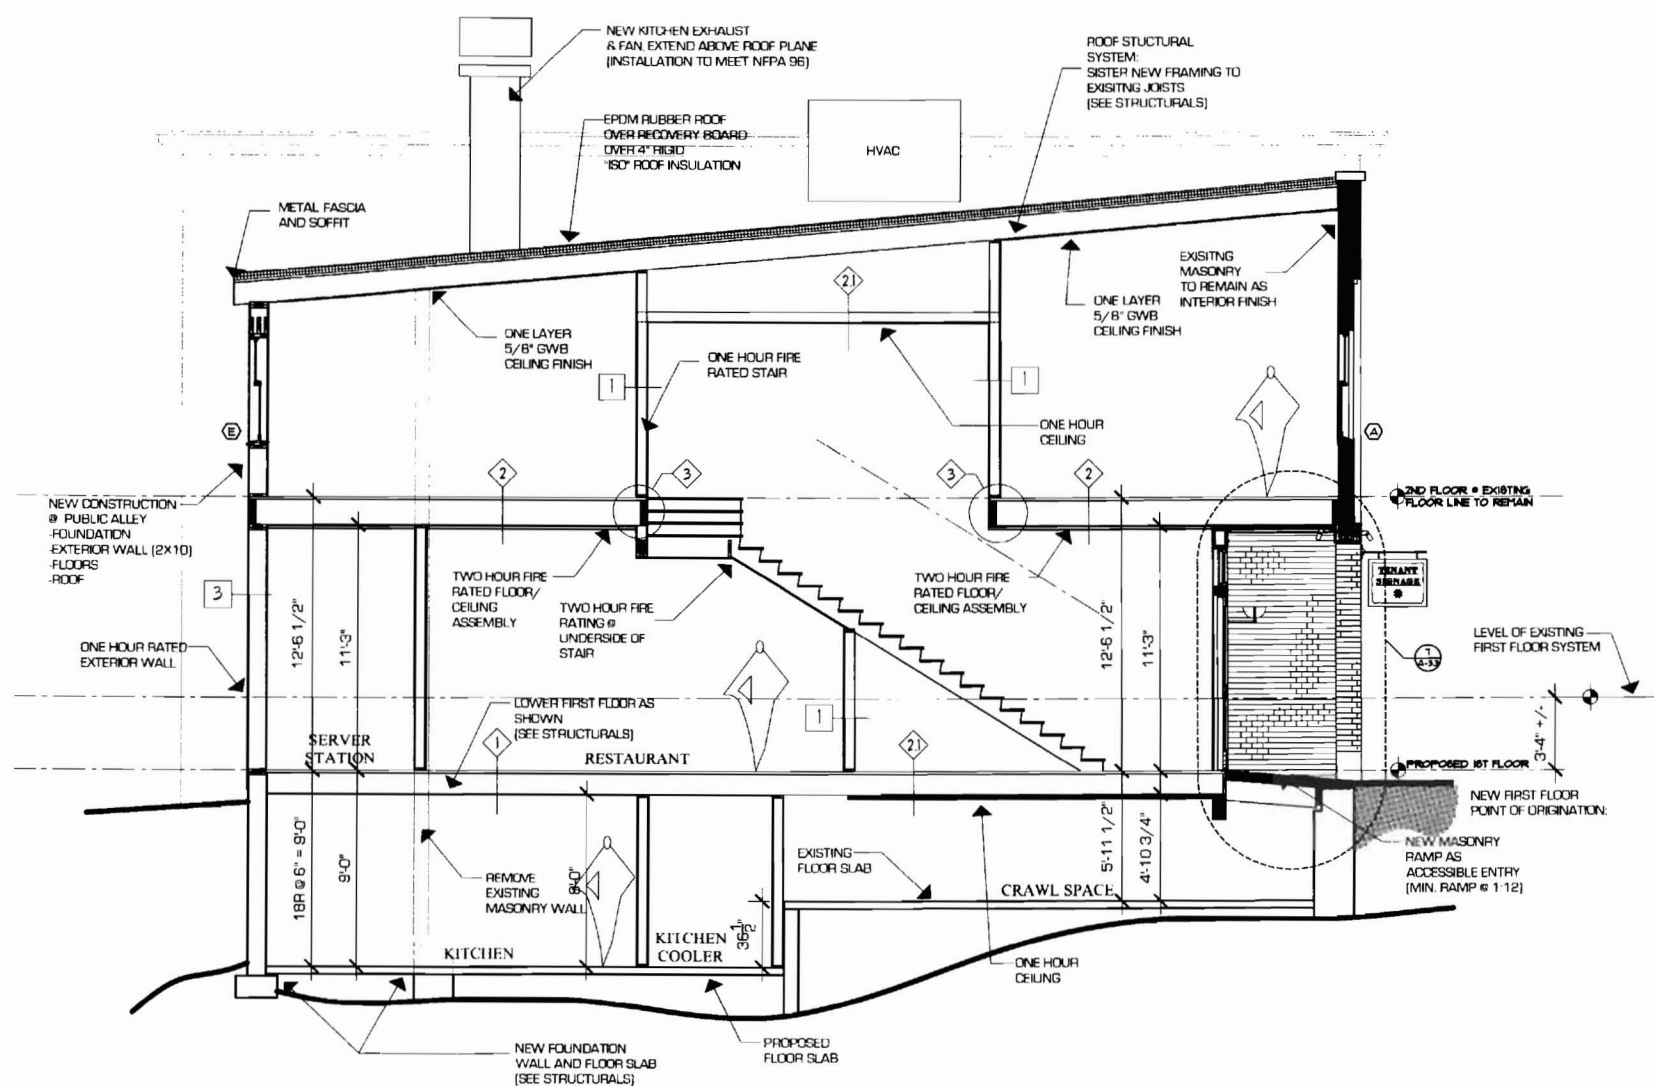 NEW KITCHEN EXHAUST
& FAN, EXTEND ABOVE ROOF PLANE
(INSTALLATION TO MEET NFPA 96)
ROOF STUCTURAL
SYSTEM:
SISTER NEW FRAMING TO
EXISITNG JOISTS
(SEE STRUCTURALS)
EPDM RUBBER ROOF
OVER RECOVERY BOARD
OVER 4" RIGID
"ISO" ROOF INSULATION
HVAC
METAL FASCIA
AND SOFFIT
EXISITNG
MASONRY
TO REMAIN AS
INTERIOR FINISH
2.1
ONE LAYER
5/8" GWB
CEILING FINISH
ONE LAYER
5/8" GWB
CEILING FINISH
ONE HOUR FIRE
RATED STAIR
1
1
ONE HOUR
CEILING
E
A
2
3
3
2
NEW CONSTRUCTION
@ PUBLIC ALLEY
-FOUNDATION
-EXTERIOR WALL (2X10)
-FLOORS
-ROOF
2ND FLOOR @ EXISTING
FLOOR LINE TO REMAIN
TWO HOUR FIRE
RATED FLOOR/
CEILING
ASSEMBLY
TWO HOUR FIRE
RATING @
UNDERSIDE OF
STAIR
TWO HOUR FIRE
RATED FLOOR/
CEILING ASSEMBLY
TENANT
SIGNAGE
3
12'-6 1/2"
11'-3"
12'-6 1/2"
11'-3"
ONE HOUR RATED
EXTERIOR WALL
1
A-3.3
LEVEL OF EXISTING
FIRST FLOOR SYSTEM
LOWER FIRST FLOOR AS
SHOWN
(SEE STRUCTURALS)
1
1
2.1
SERVER
STATION
RESTAURANT
3'-4" +/-
PROPOSED 1ST FLOOR
NEW FIRST FLOOR
POINT OF ORIGINATION:
18R @ 6" = 9'-0"
9'-0"
REMOVE
EXISTING
MASONRY WALL
EXISTING
FLOOR SLAB
CRAWL SPACE
5'-11 1/2"
4'-10 3/4"
NEW MASONRY
RAMP AS
ACCESSIBLE ENTRY
(MIN. RAMP @ 1:12)
KITCHEN
KITCHEN
COOLER
36 1/2"
ONE HOUR
CEILING
NEW FOUNDATION
WALL AND FLOOR SLAB
(SEE STRUCTURALS)
PROPOSED
FLOOR SLAB